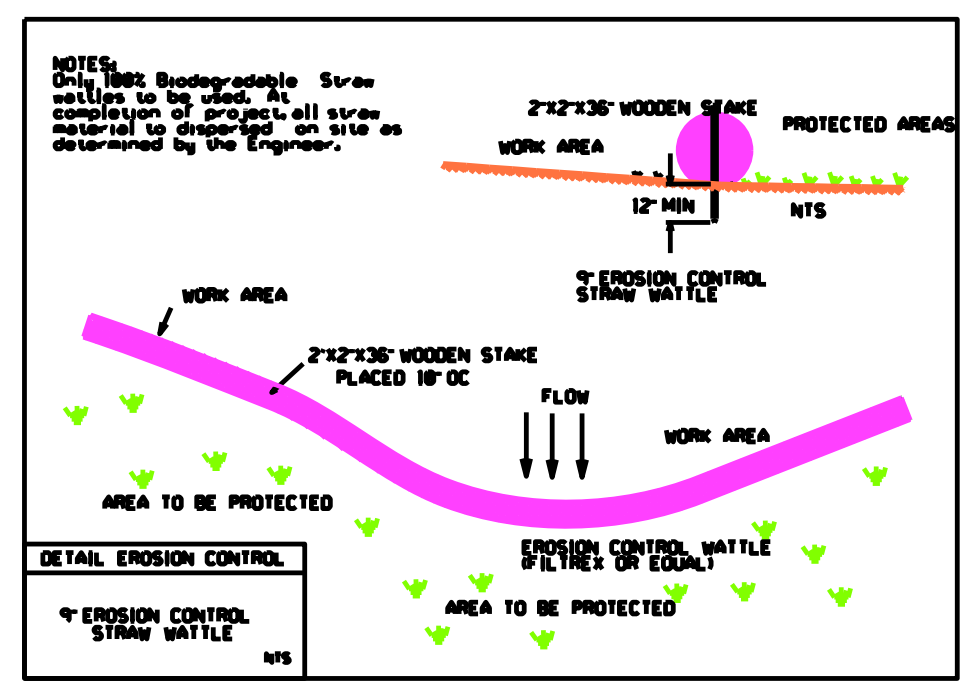 NOTES:
Only 100% Biodegradable Straw
wattles to be used. At
completion of project, all straw
material to dispersed on site as
determined by the Engineer.
2"X2"X36" WOODEN STAKE
PROTECTED AREAS
WORK AREA
12" MIN
NTS
9" EROSION CONTROL
STRAW WATTLE
WORK AREA
2"X2"X36" WOODEN STAKE
PLACED 10' OC
FLOW
WORK AREA
AREA TO BE PROTECTED
EROSION CONTROL WATTLE
(FILTREX OR EQUAL)
AREA TO BE PROTECTED
DETAIL EROSION CONTROL
9" EROSION CONTROL
STRAW WATTLE
NTS